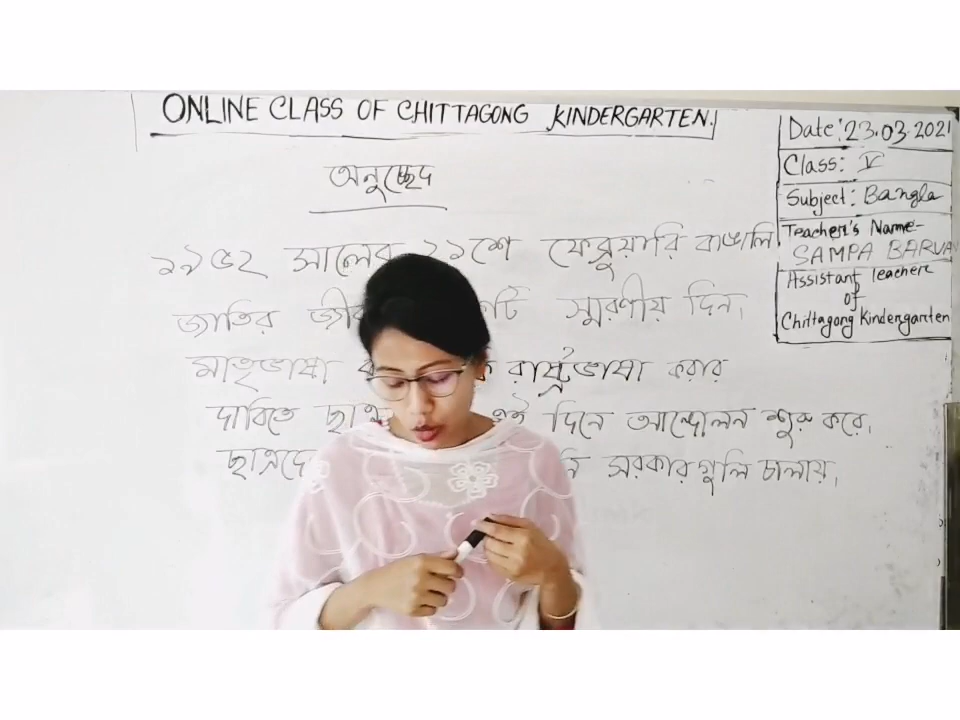 ONLINE CLASS OF CHITTAGONG KINDERGARTEN.
Date: 23.03.2021
Class: V
Subject: Bangla
Teacher's Name-
SAMPA BARUA
Assistant Teacher
of
Chittagong Kindergarten
অনুচ্ছেদ
১৯৫২ সালের ২১শে ফেব্রুয়ারি বাঙালি
জাতির স্মরণীয় দিন।
মাতৃভাষা রাষ্ট্রভাষা করার
দাবিতে দিনে আন্দোলন শুরু করে।
সরকার গুলি চালায়।